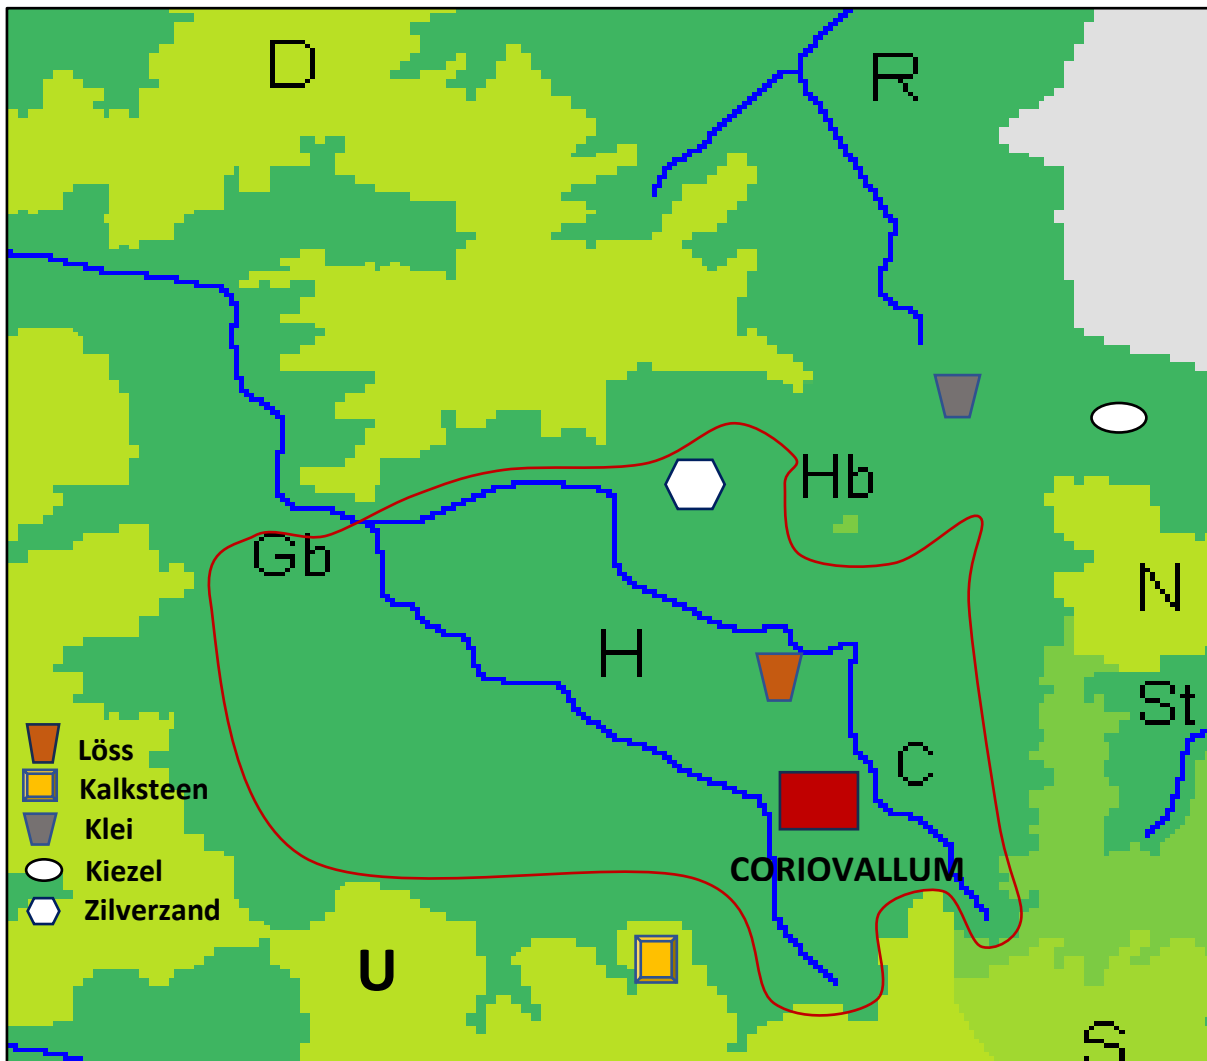 D
R
Hb
Gb
N
H
St
C
Löss
Kalksteen
Klei
CORIOVALLUM
Kiezel
Zilverzand
U
S